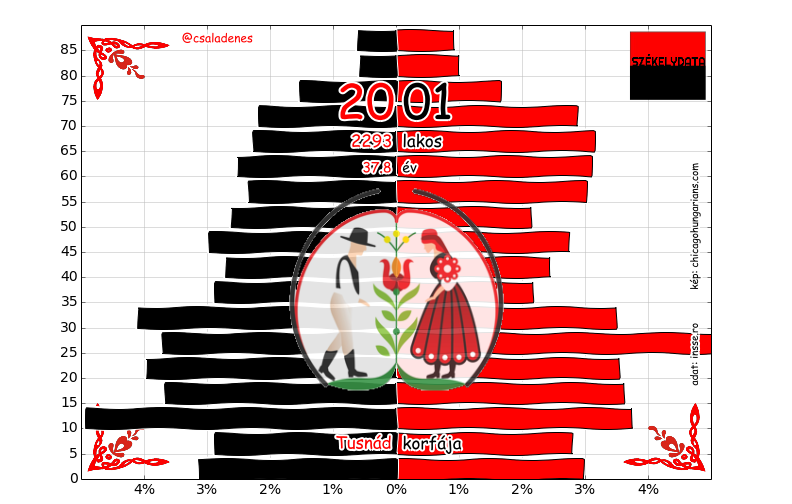 @csaladenes
SZÉKELYDATA
2001
2293 lakos
37.8 év
kép: chicagohungarians.com
adat: insse.ro
Tusnád korfája
85
80
75
70
65
60
55
50
45
40
35
30
25
20
15
10
5
0
4% 3% 2% 1% 0% 1% 2% 3% 4%